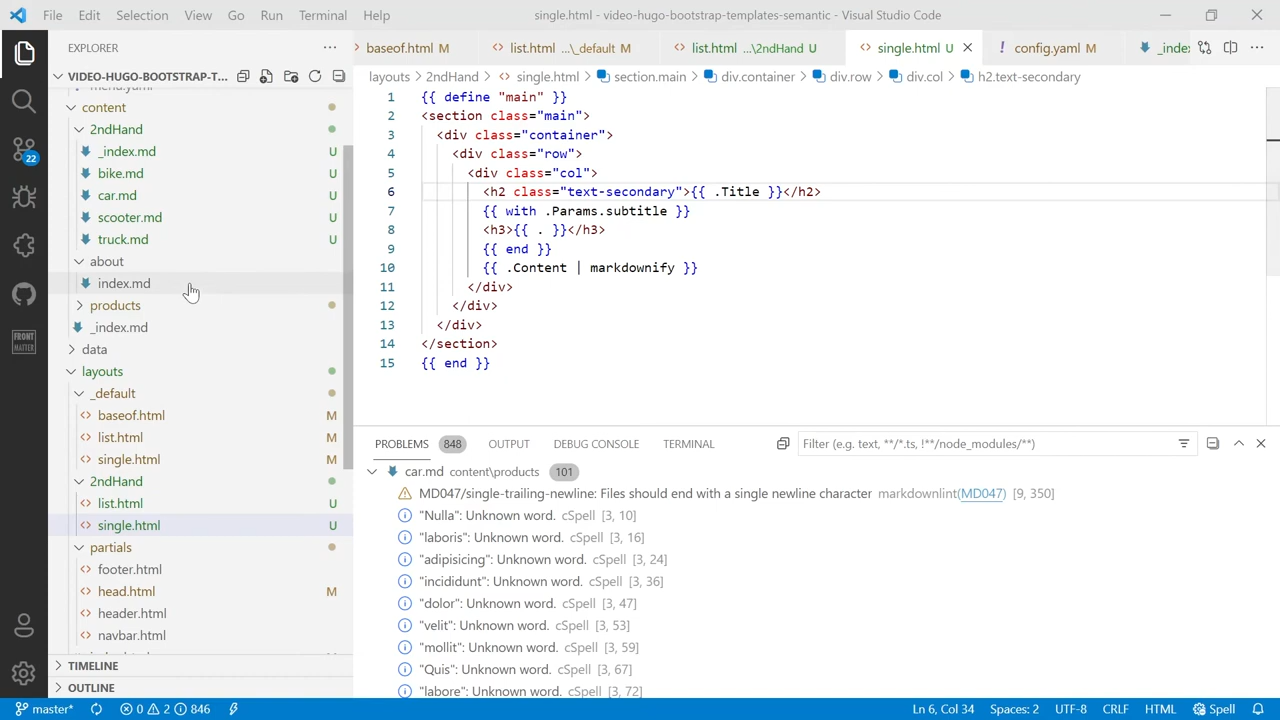 File Edit Selection View Go Run Terminal Help
single.html - video-hugo-bootstrap-templates-semantic - Visual Studio Code
EXPLORER
VIDEO-HUGO-BOOTSTRAP-T...
menu.yaml
content
2ndHand
_index.md U
bike.md U
car.md U
scooter.md U
truck.md U
about
index.md
products
_index.md
data
layouts
_default
baseof.html M
list.html M
single.html M
2ndHand
list.html U
single.html U
partials
footer.html
head.html M
header.html
navbar.html
TIMELINE
OUTLINE
22
FRONT
MATTER
baseof.html M
list.html ...\_default M
list.html ...\2ndHand U
single.html U
! config.yaml M
_index
layouts > 2ndHand > single.html > section.main > div.container > div.row > div.col > h2.text-secondary
1 {{ define "main" }}
2 <section class="main">
3 <div class="container">
4 <div class="row">
5 <div class="col">
6 <h2 class="text-secondary">{{ .Title }}</h2>
7 {{ with .Params.subtitle }}
8 <h3>{{ . }}</h3>
9 {{ end }}
10 {{ .Content | markdownify }}
11 </div>
12 </div>
13 </div>
14 </section>
15 {{ end }}
PROBLEMS 848 OUTPUT DEBUG CONSOLE TERMINAL
Filter (e.g. text, **/*.ts, !**/node_modules/**)
car.md content\products 101
MD047/single-trailing-newline: Files should end with a single newline character markdownlint(MD047) [9, 350]
"Nulla": Unknown word. cSpell [3, 10]
"laboris": Unknown word. cSpell [3, 16]
"adipisicing": Unknown word. cSpell [3, 24]
"incididunt": Unknown word. cSpell [3, 36]
"dolor": Unknown word. cSpell [3, 47]
"velit": Unknown word. cSpell [3, 53]
"mollit": Unknown word. cSpell [3, 59]
"Quis": Unknown word. cSpell [3, 67]
"labore": Unknown word. cSpell [3, 72]
master* 0 2 846
Ln 6, Col 34 Spaces: 2 UTF-8 CRLF HTML Spell